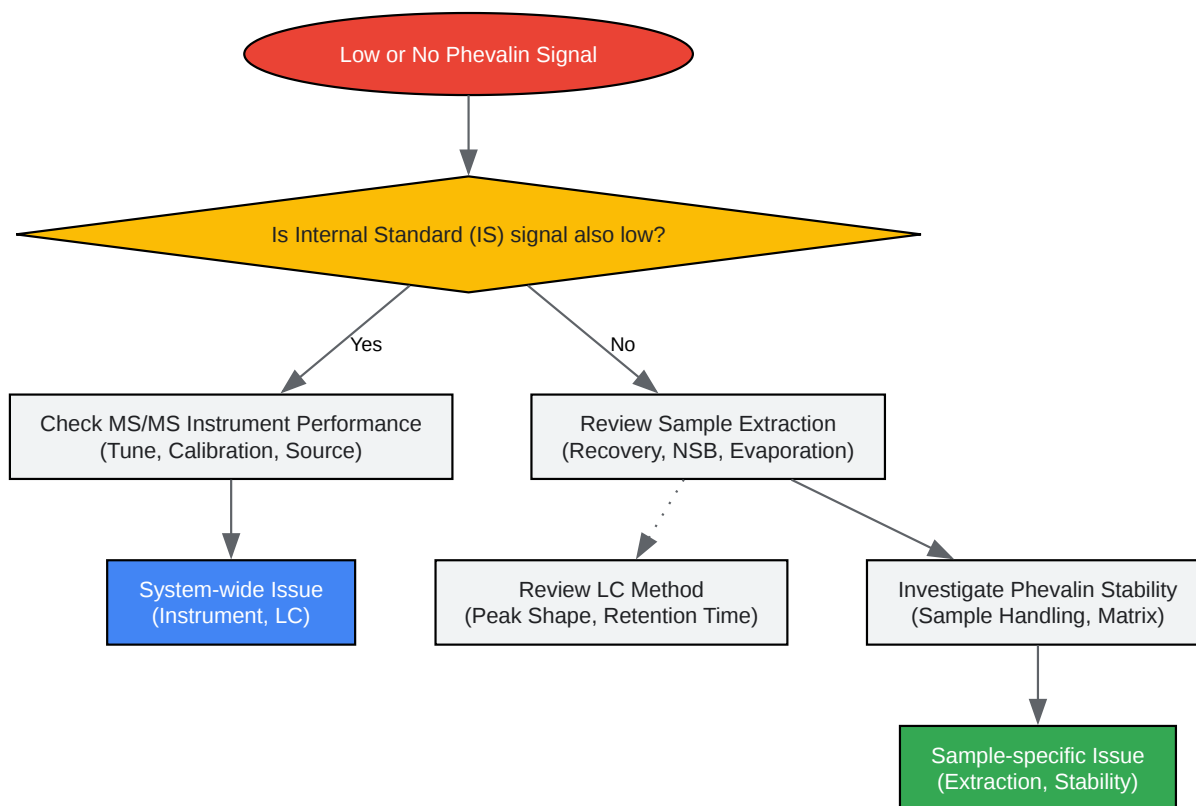 Low or No Phevalin Signal
Is Internal Standard (IS) signal also low?
Yes
No
Check MS/MS Instrument Performance
(Tune, Calibration, Source)
Review Sample Extraction
(Recovery, NSB, Evaporation)
System-wide Issue
(Instrument, LC)
Review LC Method
(Peak Shape, Retention Time)
Investigate Phevalin Stability
(Sample Handling, Matrix)
Sample-specific Issue
(Extraction, Stability)